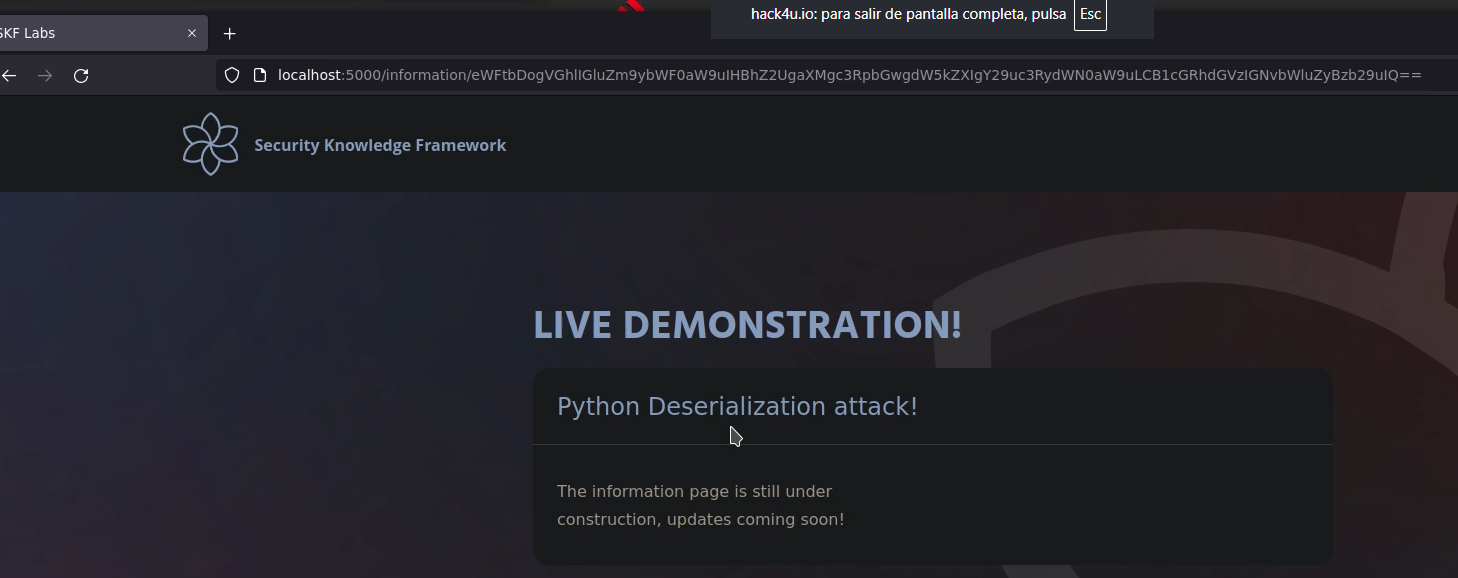 hack4u.io: para salir de pantalla completa, pulsa Esc
SKF Labs
localhost:5000/information/eWFtbDogVGhlIGluZm9ybWF0aW9uIHBhZ2UgaXMgc3RpbGwgdW5kZXIgY29uc3RydWN0aW9uLCB1cGRhdGVzIGNvbWluZyBzb29uIQ==
Security Knowledge Framework
LIVE DEMONSTRATION!
Python Deserialization attack!
The information page is still under
construction, updates coming soon!